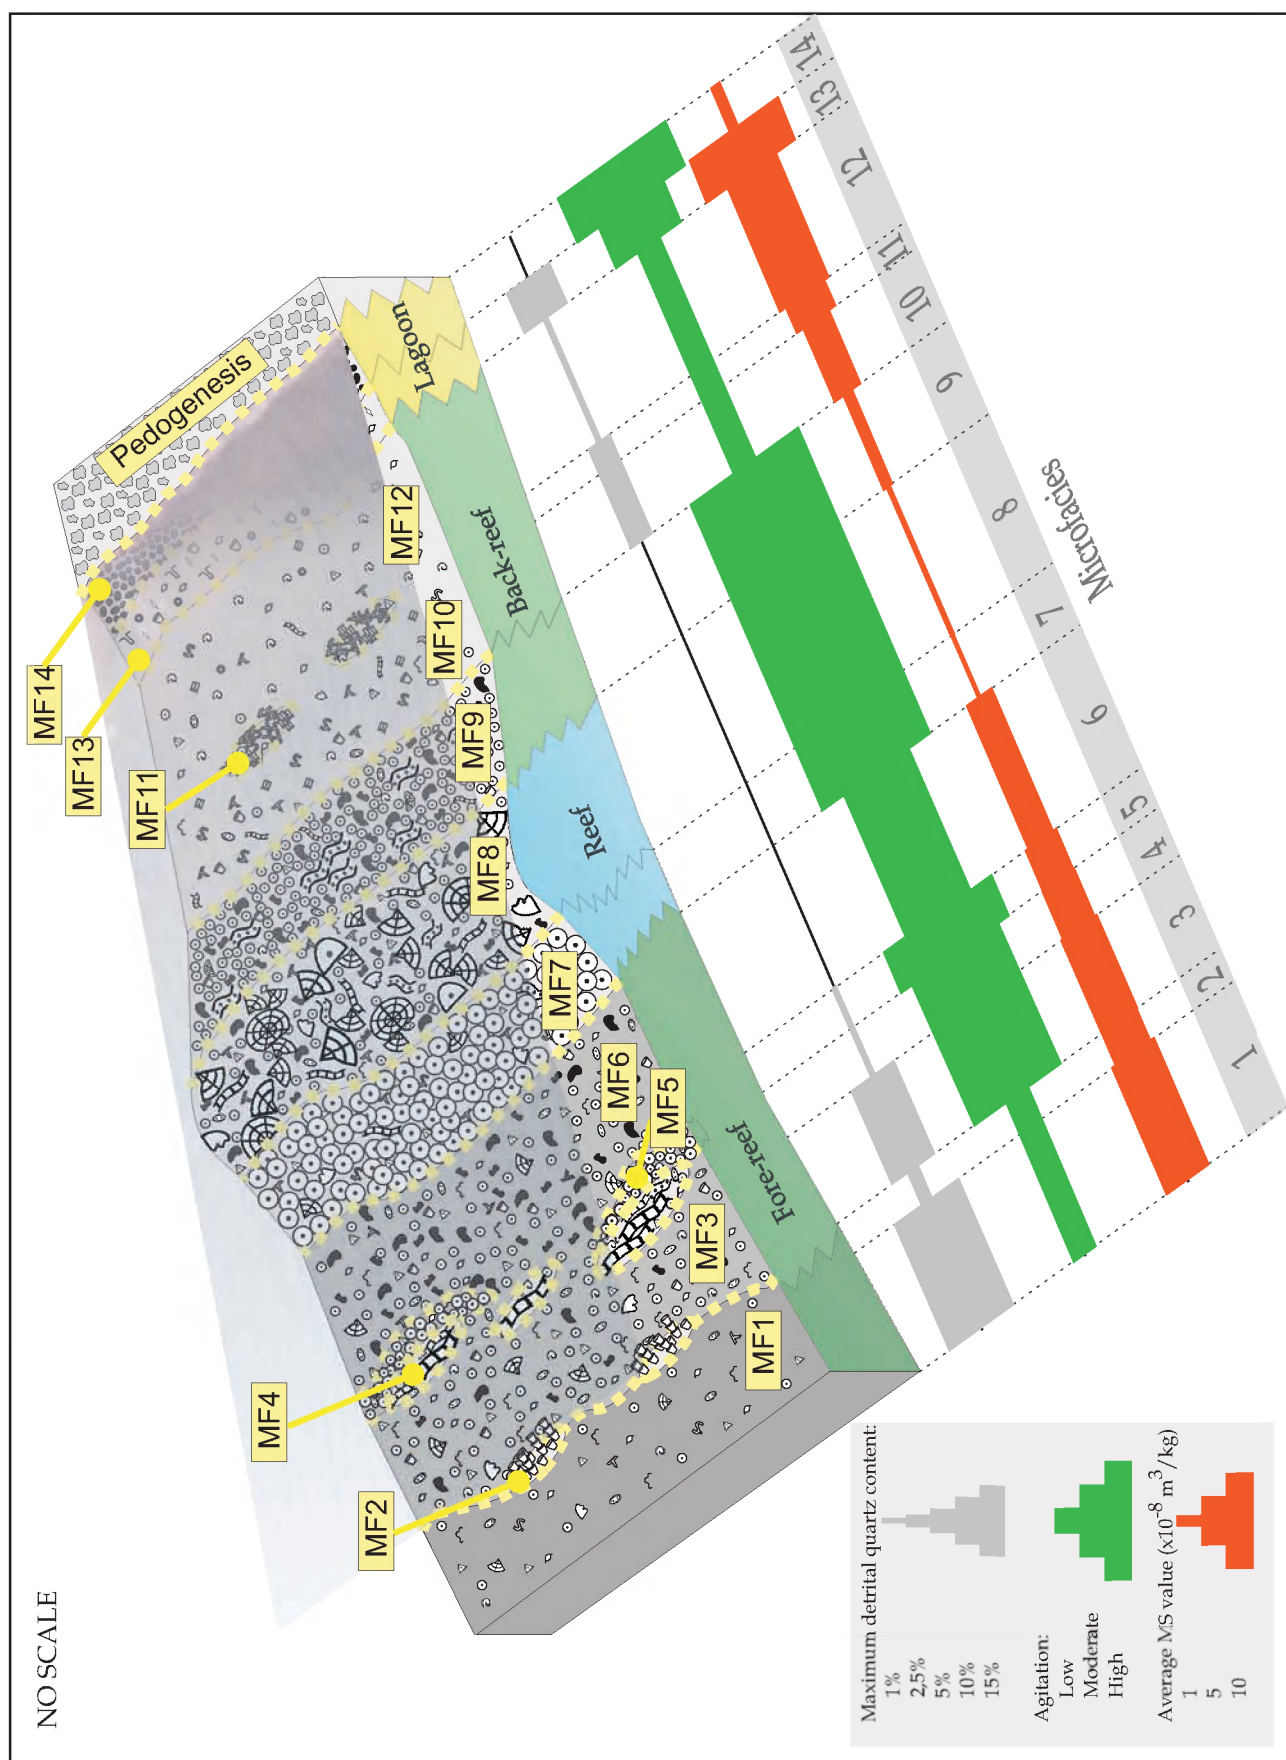 NO SCALE
MF14
MF13
MF11
Pedogenesis
MF12
MF10
MF9
MF8
MF7
MF6
MF5
MF3
MF1
MF4
MF2
Lagoon
Back-reef
Reef
Fore-reef
1 2 3 4 5 6 7 8 9 10 11 12 13 14
Microfacies
Maximum detrital quartz content:
1%
2,5%
5%
10%
15%
Agitation:
Low
Moderate
High
Average MS value (x10⁻⁸ m³/kg)
1
5
10